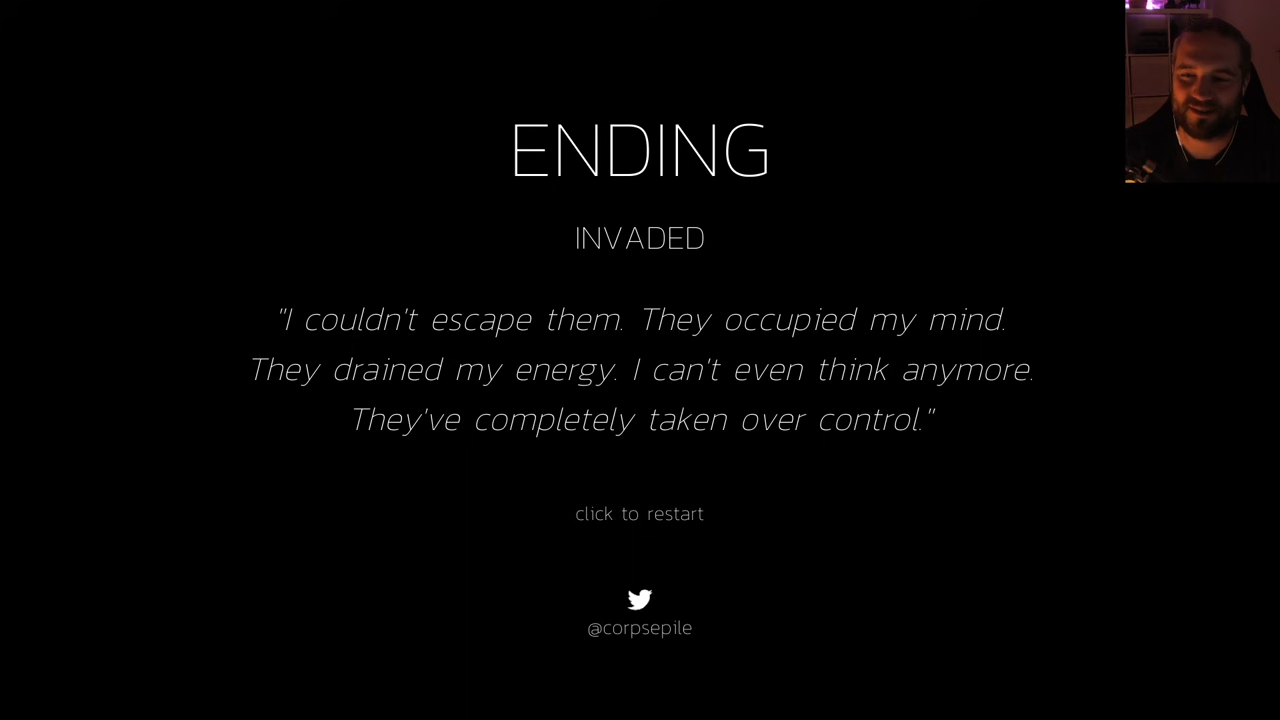 ENDING
INVADED
"I couldn't escape them. They occupied my mind.
They drained my energy. I can't even think anymore.
They've completely taken over control."
click to restart
@corpsepile